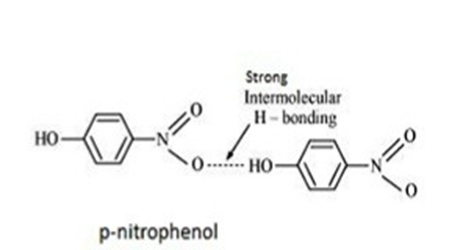 Strong
Intermolecular
H – bonding
HO
N
O
O
HO
N
O
O
p-nitrophenol